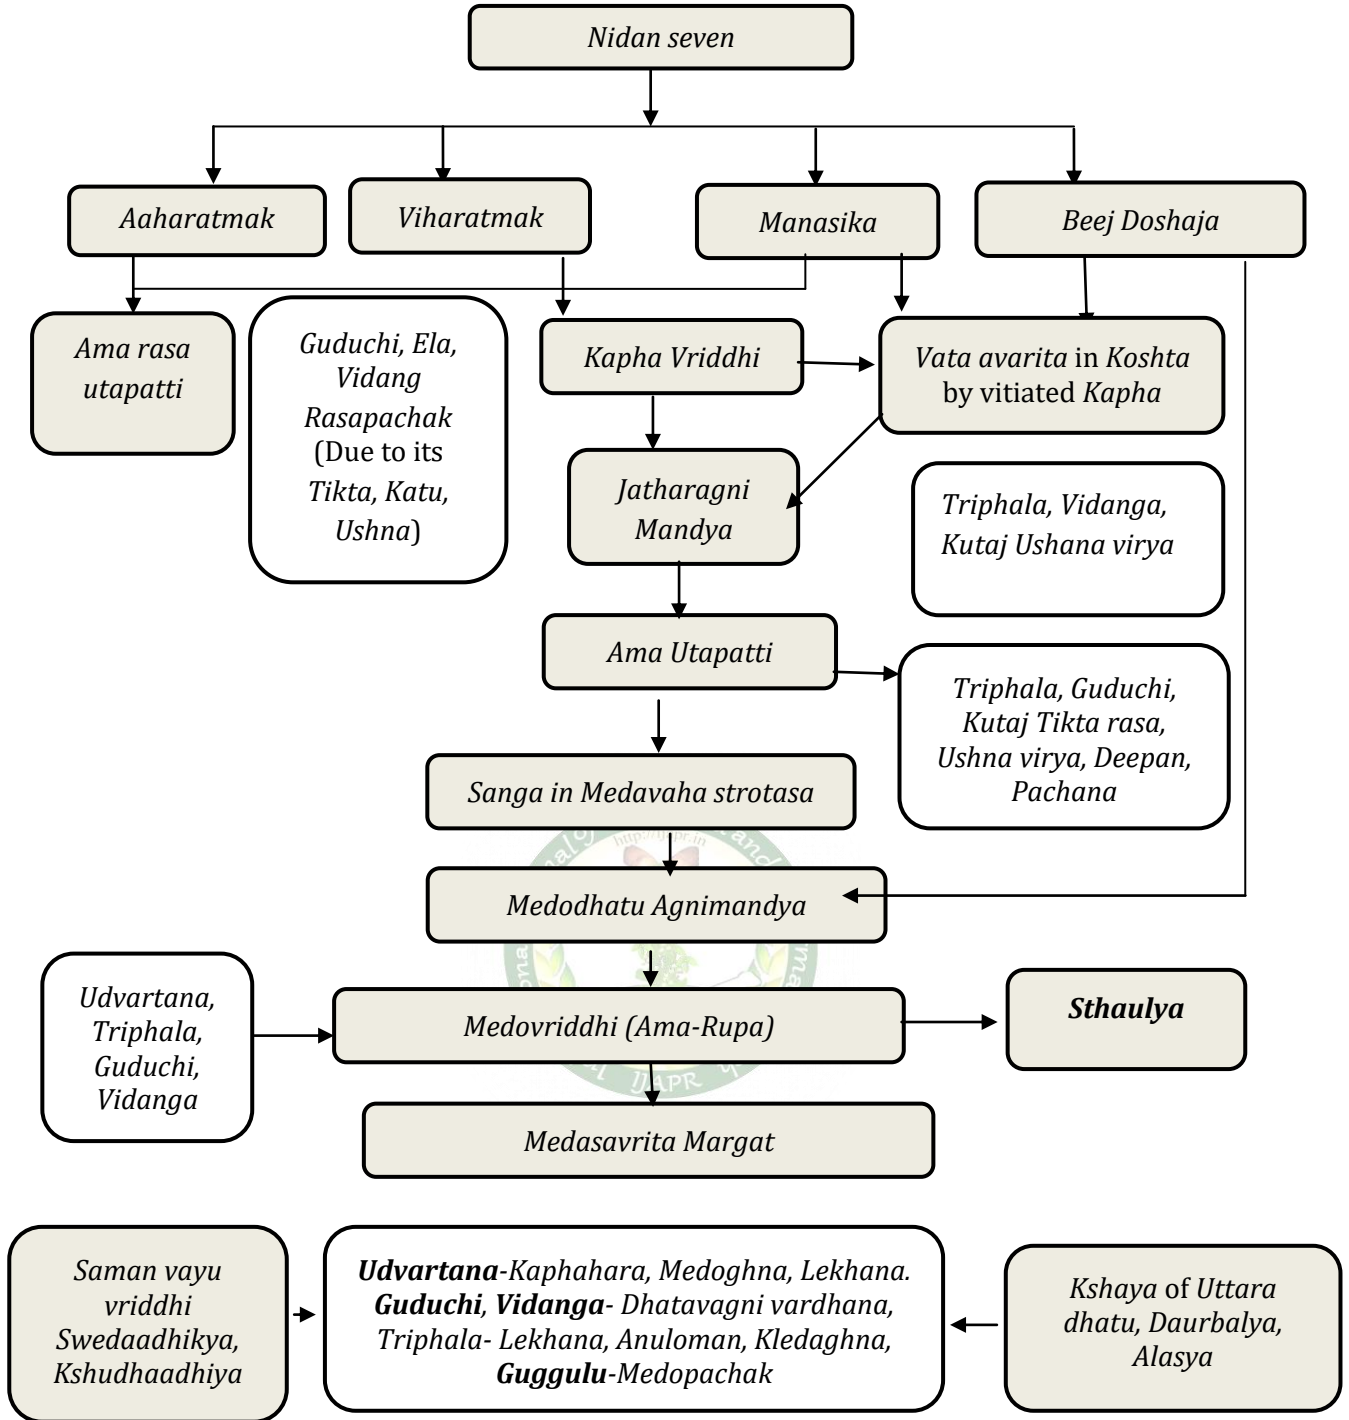 Nidan seven
Aaharatmak
Viharatmak
Manasika
Beej Doshaja
Ama rasa
utapatti
Guduchi, Ela,
Vidang
Rasapachak
(Due to its
Tikta, Katu,
Ushna)
Kapha Vriddhi
Vata avarita in Koshta
by vitiated Kapha
Jatharagni
Mandya
Triphala, Vidanga,
Kutaj Ushana virya
Ama Utapatti
Triphala, Guduchi,
Kutaj Tikta rasa,
Ushna virya, Deepan,
Pachana
Sanga in Medavaha strotasa
http://ijapr.in
Medodhatu Agnimandya
Udvartana,
Triphala,
Guduchi,
Vidanga
Medovriddhi (Ama-Rupa)
Sthaulya
IJAPR
Medasavrita Margat
Saman vayu
vriddhi
Swedaadhikya,
Kshudhaadhiya
Udvartana-Kaphahara, Medoghna, Lekhana.
Guduchi, Vidanga- Dhatavagni vardhana,
Triphala- Lekhana, Anuloman, Kledaghna,
Guggulu-Medopachak
Kshaya of Uttara
dhatu, Daurbalya,
Alasya